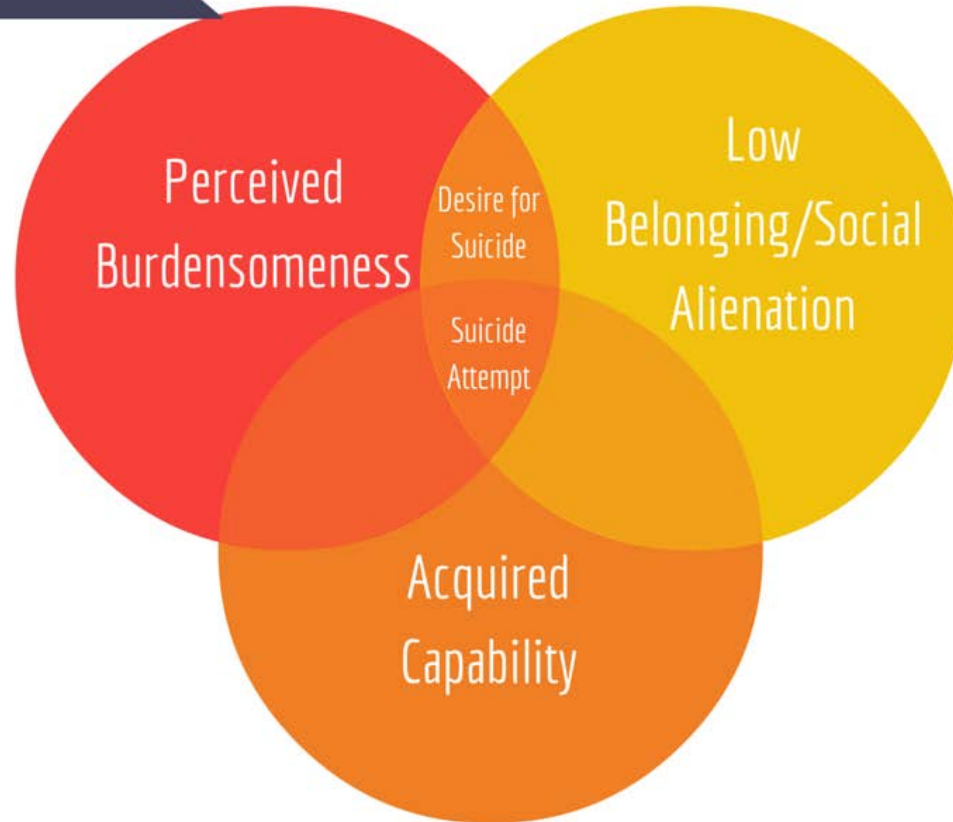 Perceived
Burdensomeness
Low
Belonging/Social
Alienation
Desire for
Suicide
Suicide
Attempt
Acquired
Capability